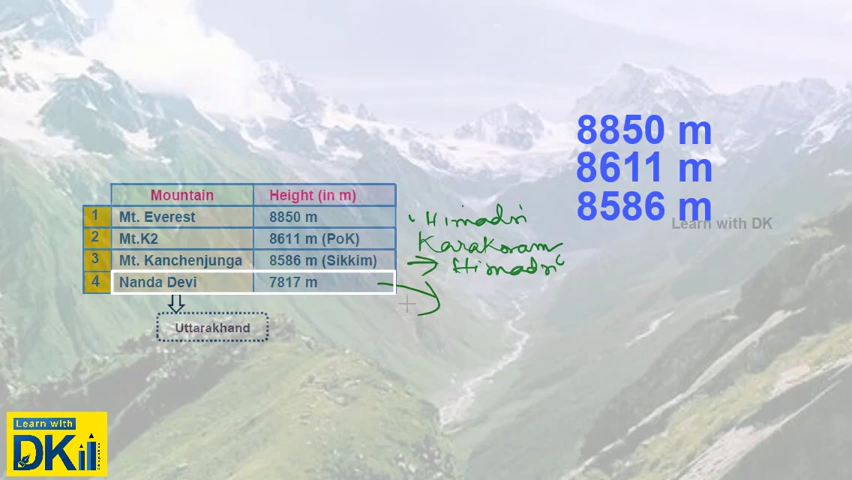 8850 m
8611 m
8586 m
Learn with DK
Mountain Height (in m)
1 Mt. Everest 8850 m Himadri
2 Mt.K2 8611 m (PoK) Karakoram
3 Mt. Kanchenjunga 8586 m (Sikkim) Himadri
4 Nanda Devi 7817 m
Uttarakhand
Learn with
DK